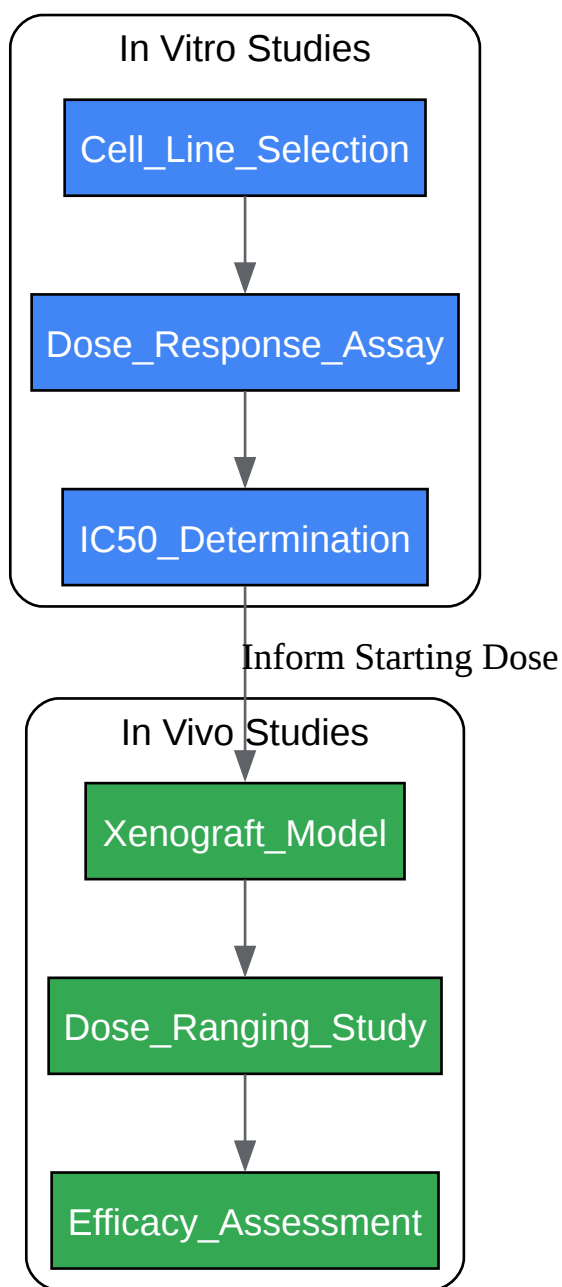 In Vitro Studies
Cell_Line_Selection
Dose_Response_Assay
IC50_Determination
Inform Starting Dose
In Vivo Studies
Xenograft_Model
Dose_Ranging_Study
Efficacy_Assessment